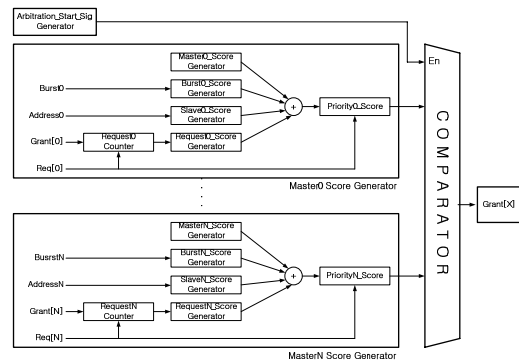 Arbitration_Start_Sig
Generator
En
Master0_Score
Generator
Burst0
Burst0_Score
Generator
Address0
Slave0_Score
Generator
+
Priority0_Score
Grant[0]
Request0
Counter
Request0_Score
Generator
Req[0]
Master0 Score Generator
COMPARATOR
Grant[X]
MasterN_Score
Generator
BusrstN
BurstN_Score
Generator
AddressN
SlaveN_Score
Generator
+
PriorityN_Score
Grant[N]
RequestN
Counter
RequestN_Score
Generator
Req[N]
MasterN Score Generator